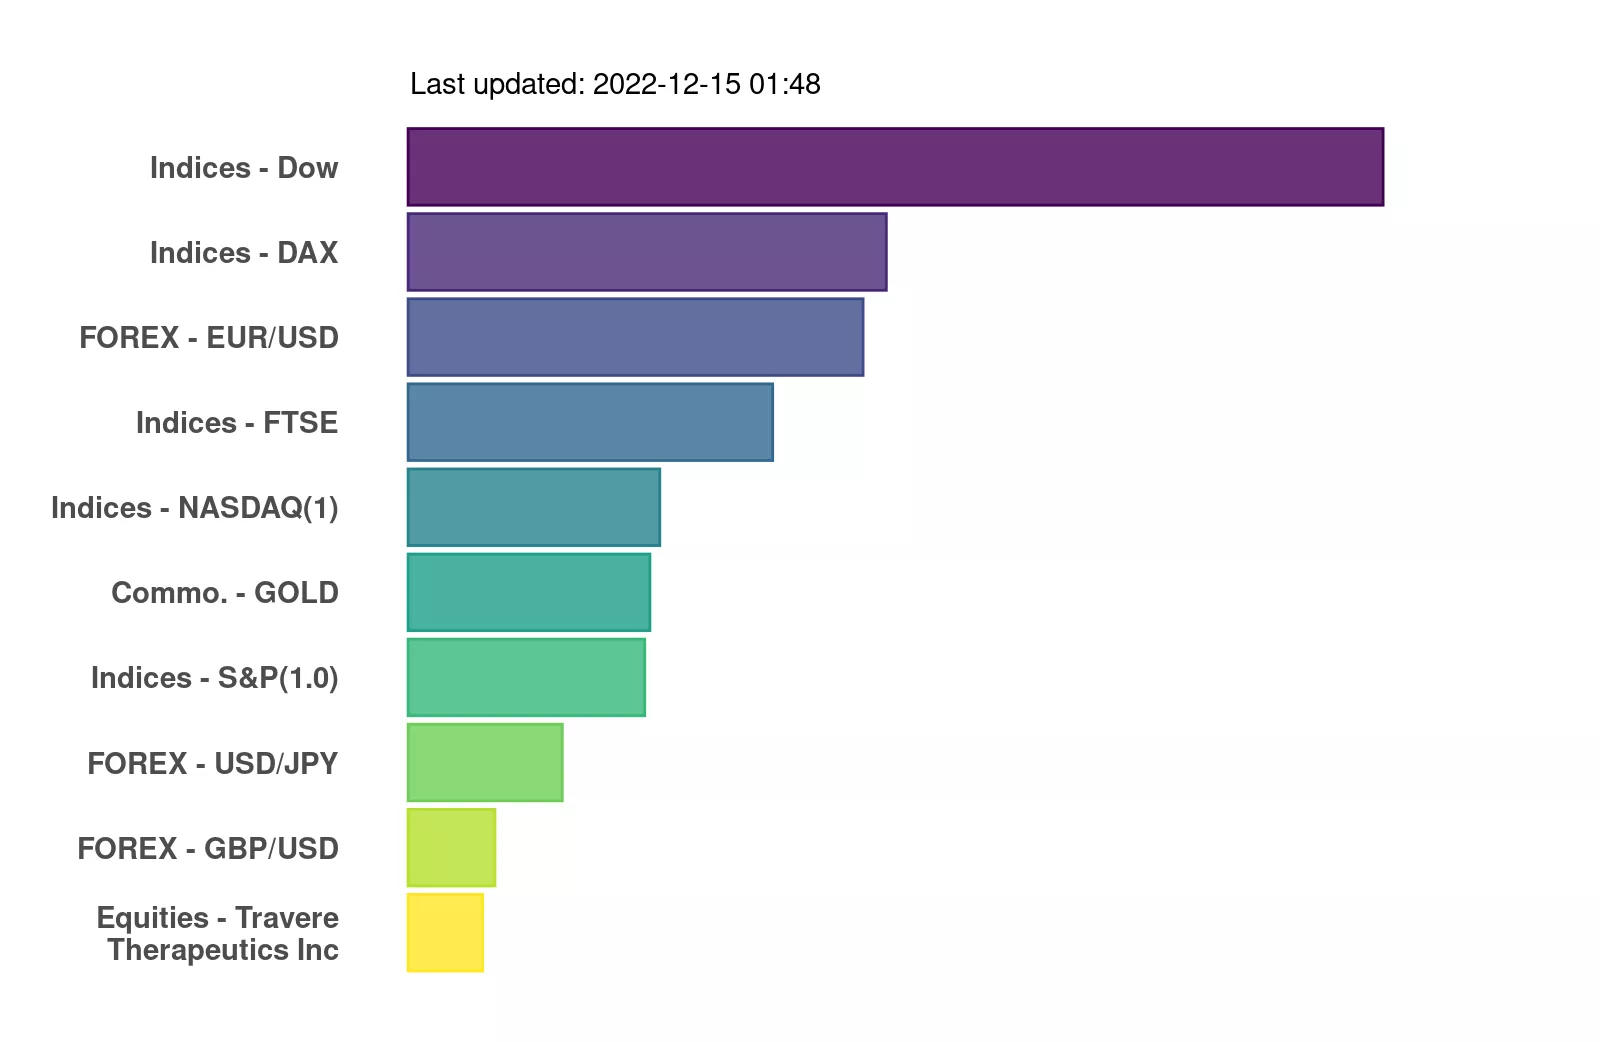 Last updated: 2022-12-15 01:48
Indices - Dow
Indices - DAX
FOREX - EUR/USD
Indices - FTSE
Indices - NASDAQ(1)
Commo. - GOLD
Indices - S&P(1.0)
FOREX - USD/JPY
FOREX - GBP/USD
Equities - Travere
Therapeutics Inc